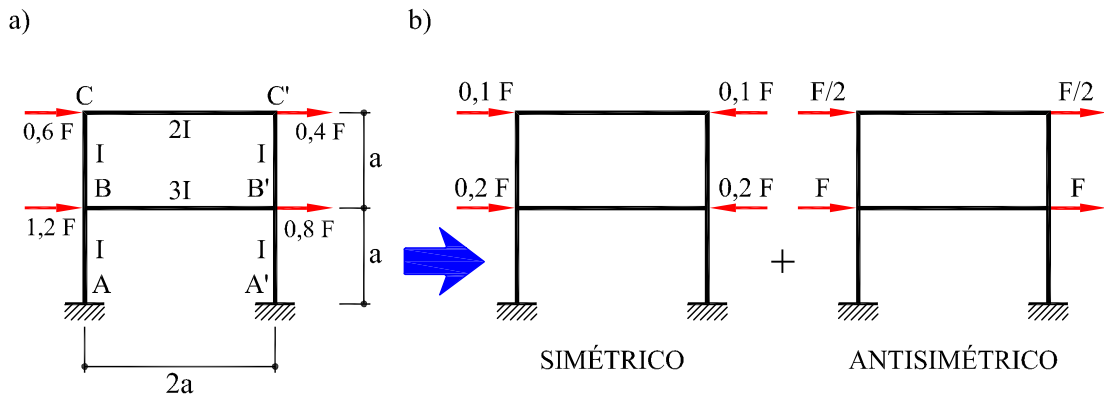 a)
b)
C
C'
0,6 F
0,4 F
2I
I
I
a
B
3I
B'
1,2 F
0,8 F
I
I
a
A
A'
2a
0,1 F
0,1 F
0,2 F
0,2 F
SIMÉTRICO
+
F/2
F/2
F
F
ANTISIMÉTRICO